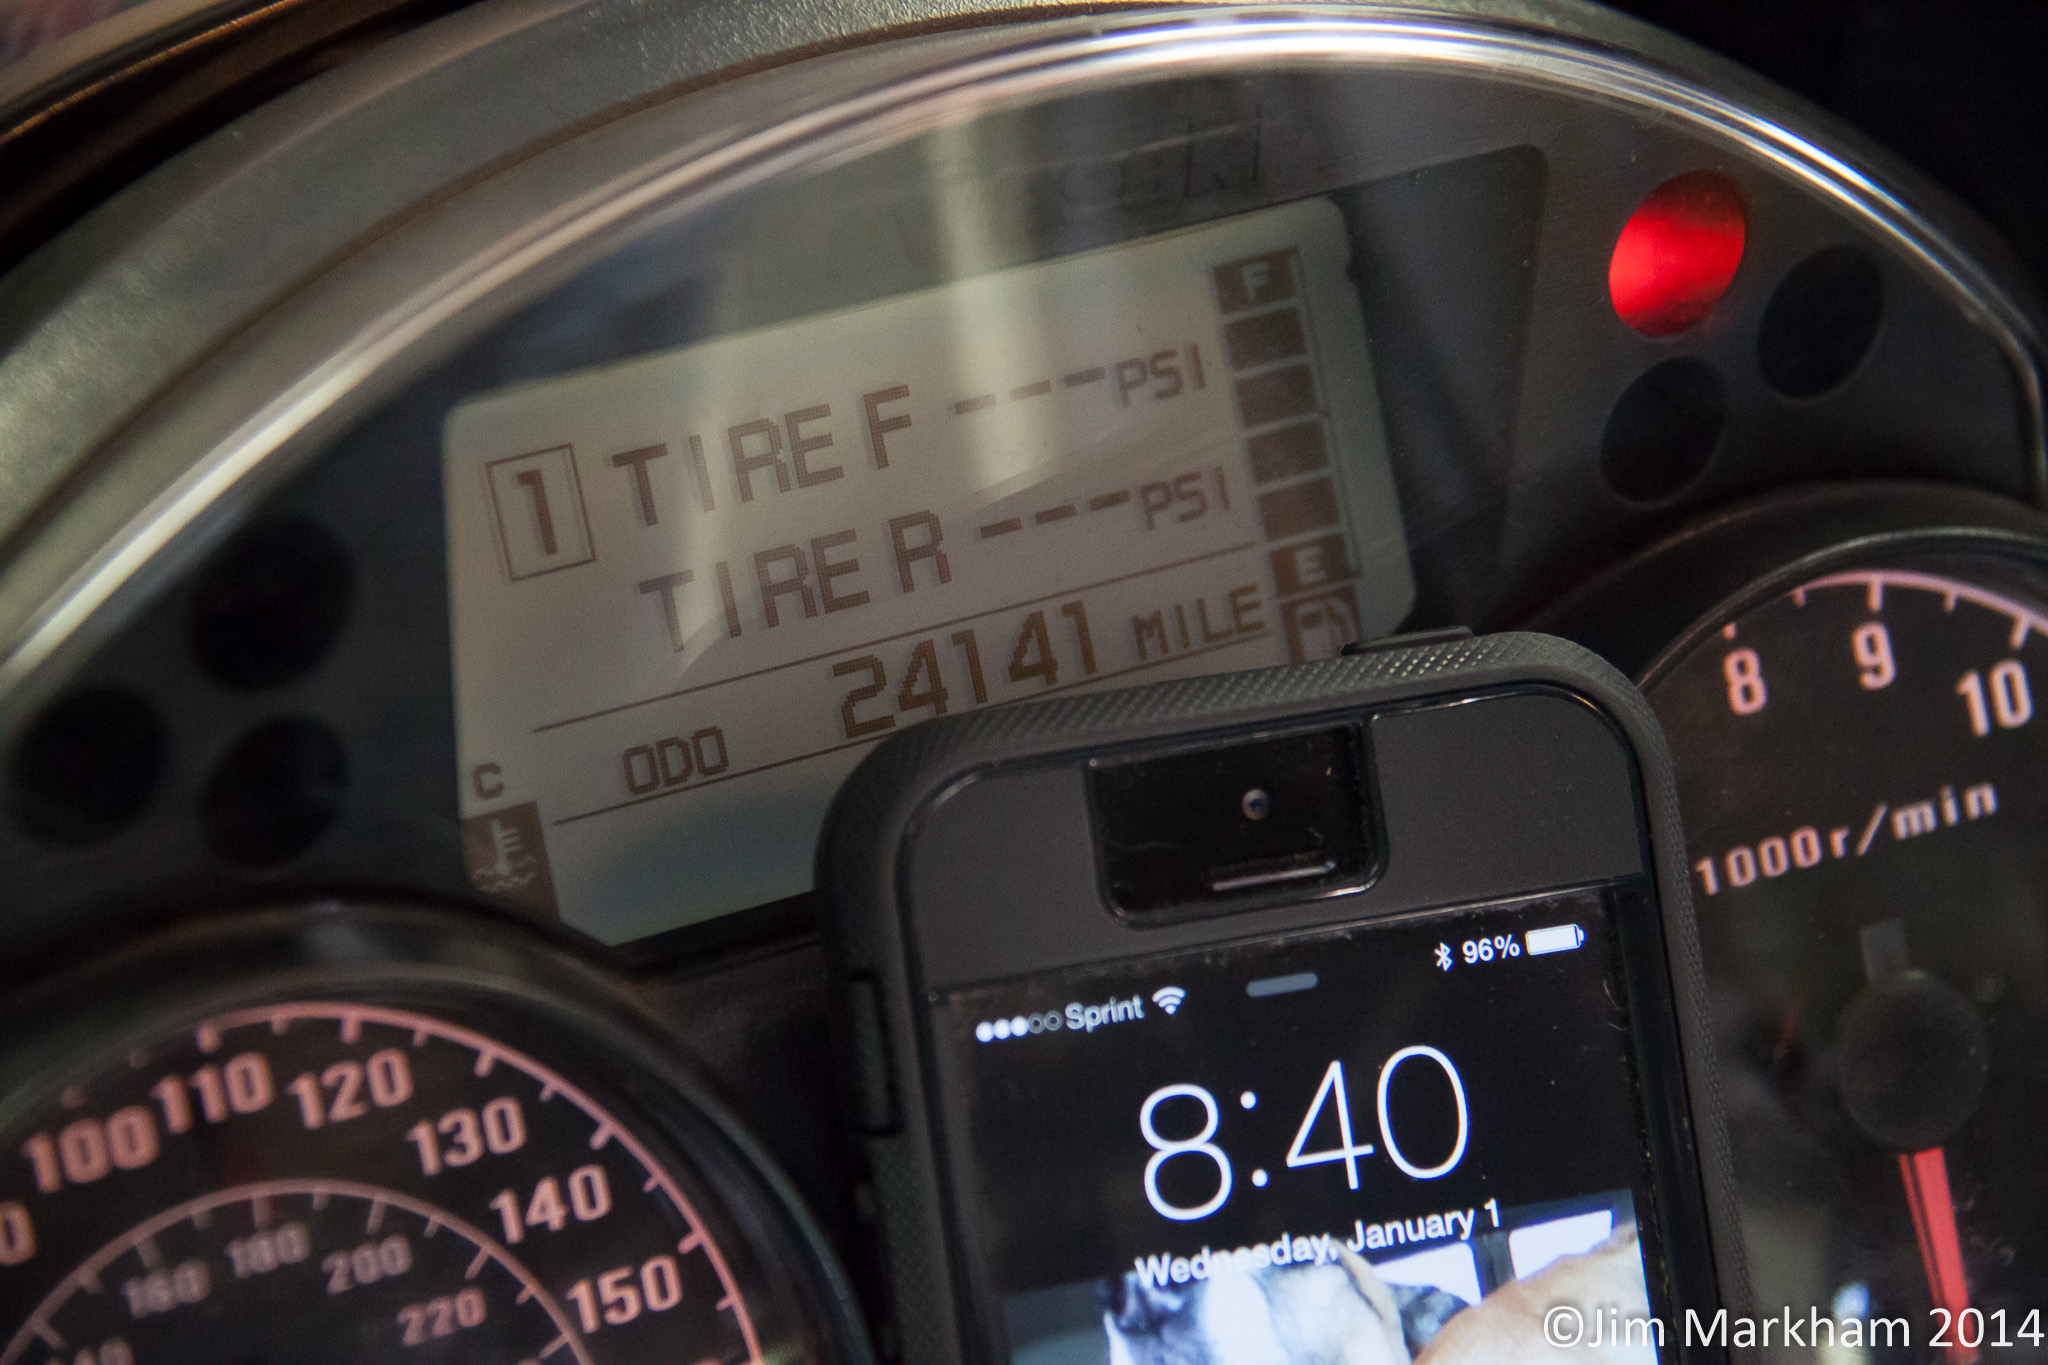 F
1 TIRE F ---PSI
TIRE R ---PSI
E
ODO 24141 MILE
C
8 9 10
1000r/min
Sprint 96%
8:40
Wednesday, January 1
100 110 120 130 140 150
160 180 200 220
©Jim Markham 2014